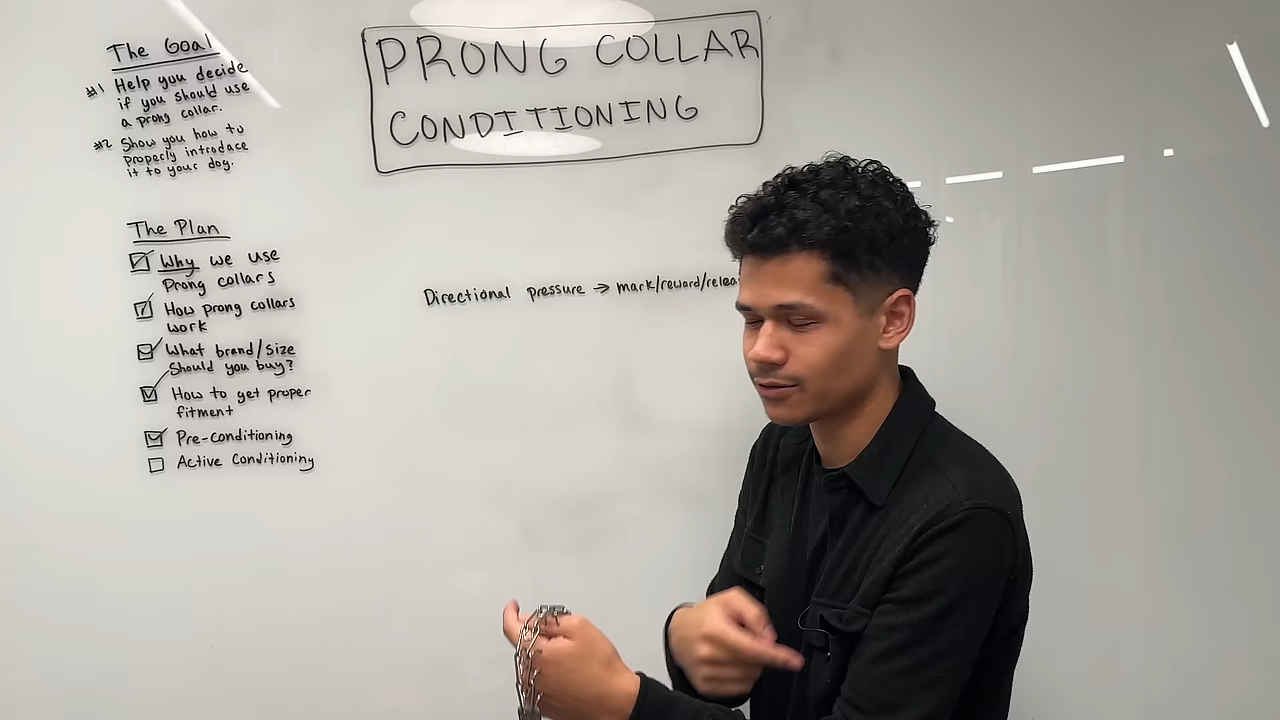 The Goal
#1 Help you decide
if you should use
a prong collar.
#2 Show you how to
properly introduce
it to your dog.
PRONG COLLAR
CONDITIONING
The Plan
Why we use
Prong collars
How prong collars
work
What brand/Size
Should you buy?
How to get proper
fitment
Pre-conditioning
Active Conditioning
Directional pressure → mark/reward/relea